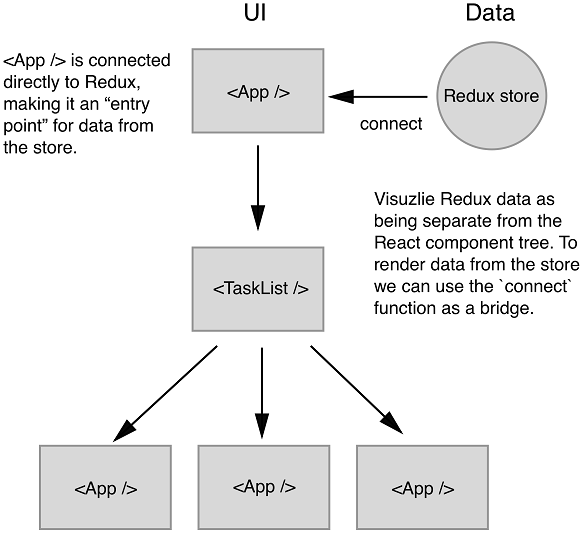 UI
Data
<App /> is connected
directly to Redux,
making it an “entry
point” for data from
the store.
<App />
Redux store
connect
Visuzlie Redux data as
being separate from the
React component tree. To
render data from the store
we can use the `connect`
function as a bridge.
<TaskList />
<App />
<App />
<App />